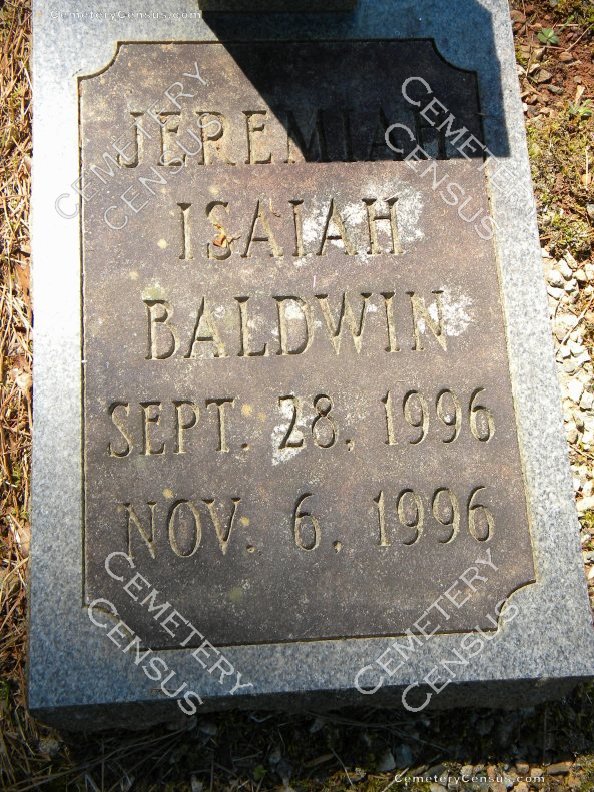 CemeteryCensus.com
JEREMIAH
ISAIAH
BALDWIN
SEPT. 28, 1996
NOV. 6, 1996
CEMETERY
CENSUS
CEMETERY
CENSUS
CEMETERY
CENSUS
CEMETERY
CENSUS
CemeteryCensus.com